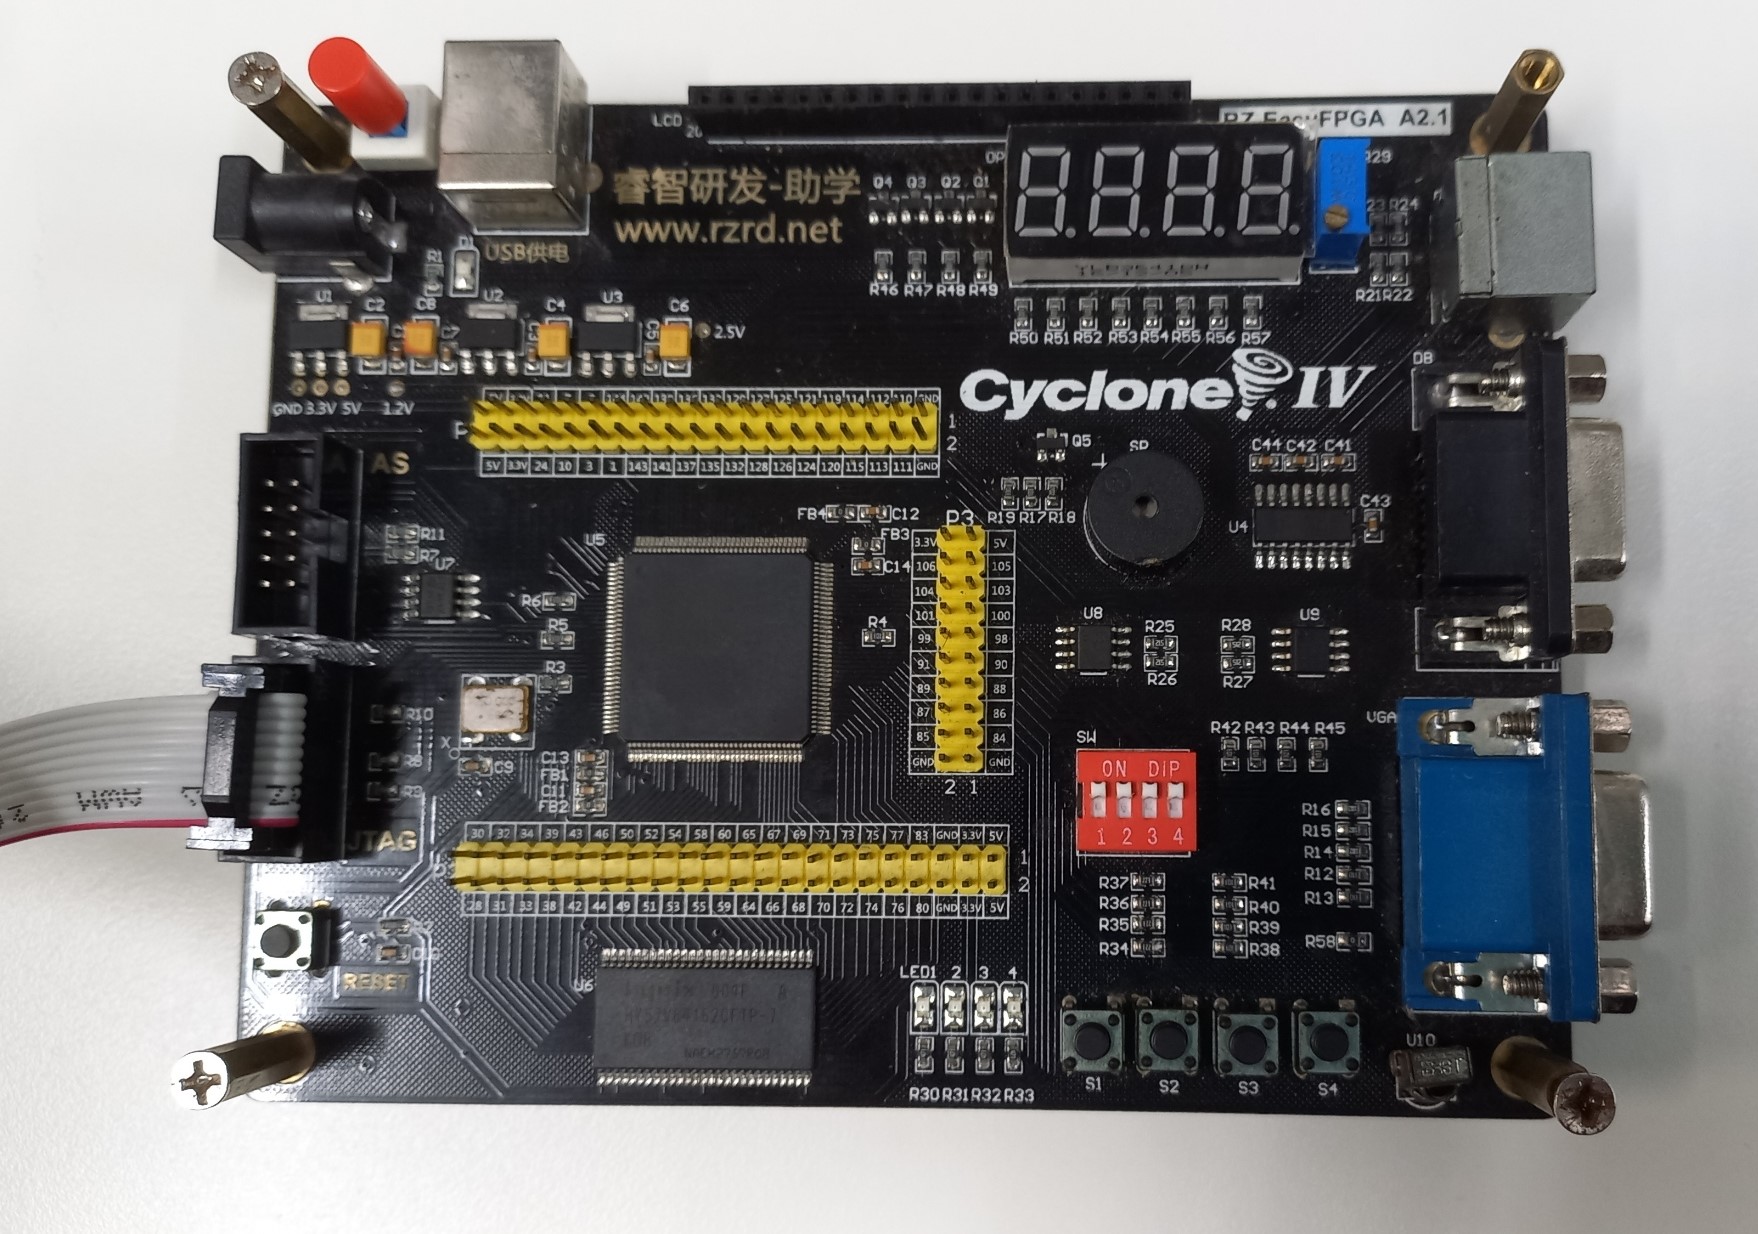 RZ-EasyFPGA A2.1
LCD
睿智研发-助学
www.rzrd.net
USB供电
Q4 Q3 Q2 Q1
R46 R47 R48 R49
R29
R24
R21 R22
R50 R51 R52 R53 R54 R55 R56 R57
R1
U1 C2 C8 U2 C4 U3 C6
C7
2.5V
GND 3.3V 5V 1.2V
Cyclone IV
DB
1
2
5V 3.3V 24 10 3 1 143 141 137 135 132 128 126 124 120 115 113 111 GND
AS
Q5
SP
C44 C42 C41
C43
U4
R19 R17 R18
FB4 C12
FB3
C14
P3
U5
R11
R7
U7
R6
R5
R4
R3
3.3V 5V
106 105
104 103
101 100
99 98
91 90
89 88
87 86
85 84
GND GND
2 1
U8
R25
R26
R28
R27
U9
R10
X
C9
C13
FB1
C11
FB2
VGA
R42 R43 R44 R45
SW
ON DIP
1 2 3 4
R16
R15
R14
R12
R13
R58
JTAG
30 32 34 39 43 46 50 52 54 58 60 65 67 69 71 73 75 77 83 GND 3.3V 5V
1
2
28 31 33 38 42 44 49 51 53 55 59 64 66 68 70 72 74 76 80 GND 3.3V 5V
R37
R36
R35
R34
R41
R40
R39
R38
RESET
U6
LED1 2 3 4
R30 R31 R32 R33
S1 S2 S3 S4
U10